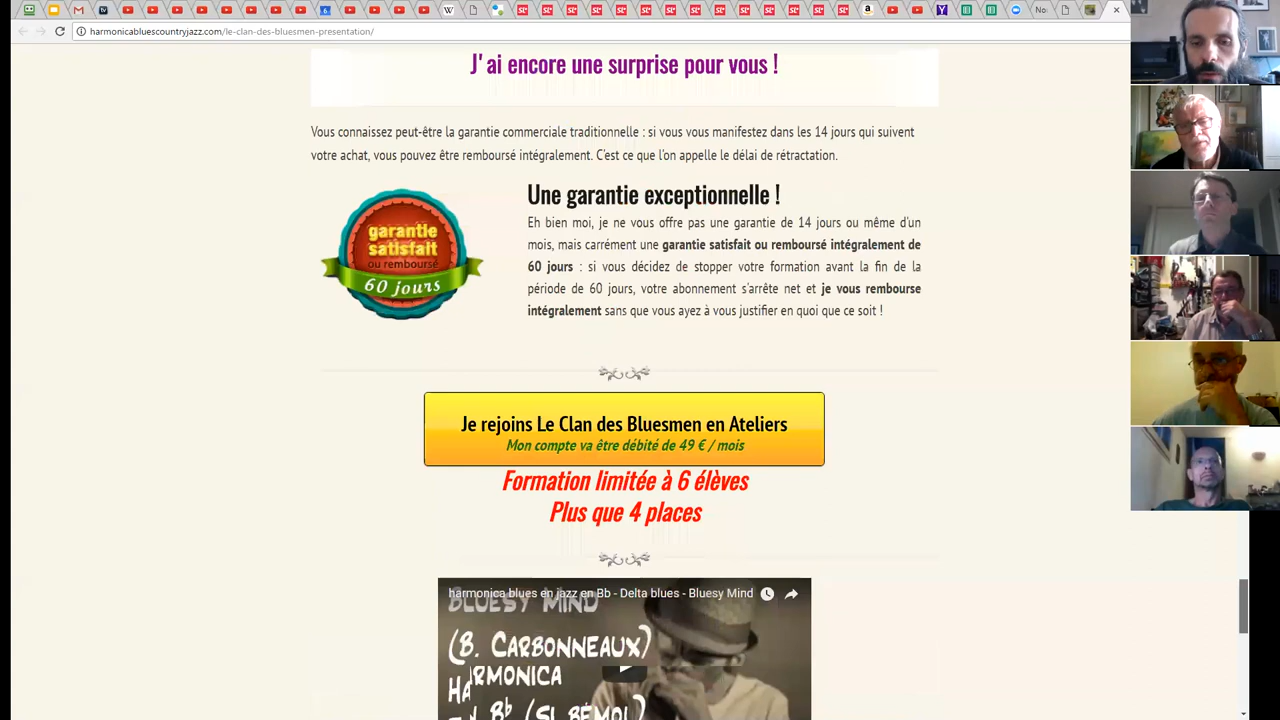 harmonicabluescountryjazz.com/le-clan-des-bluesmen-presentation/
J'ai encore une surprise pour vous !
Vous connaissez peut-être la garantie commerciale traditionnelle : si vous vous manifestez dans les 14 jours qui suivent
votre achat, vous pouvez être remboursé intégralement. C'est ce que l'on appelle le délai de rétractation.
garantie
satisfait
ou remboursé
60 jours
Une garantie exceptionnelle !
Eh bien moi, je ne vous offre pas une garantie de 14 jours ou même d'un
mois, mais carrément une garantie satisfait ou remboursé intégralement de
60 jours : si vous décidez de stopper votre formation avant la fin de la
période de 60 jours, votre abonnement s'arrête net et je vous rembourse
intégralement sans que vous ayez à vous justifier en quoi que ce soit !
Je rejoins Le Clan des Bluesmen en Ateliers
Mon compte va être débité de 49 € / mois
Formation limitée à 6 élèves
Plus que 4 places
harmonica blues en jazz en Bb - Delta blues - Bluesy Mind
BLUESY MIND
(B. CARBONNEAUX)
HARMONICA
EN Bb (SI BÉMOL)